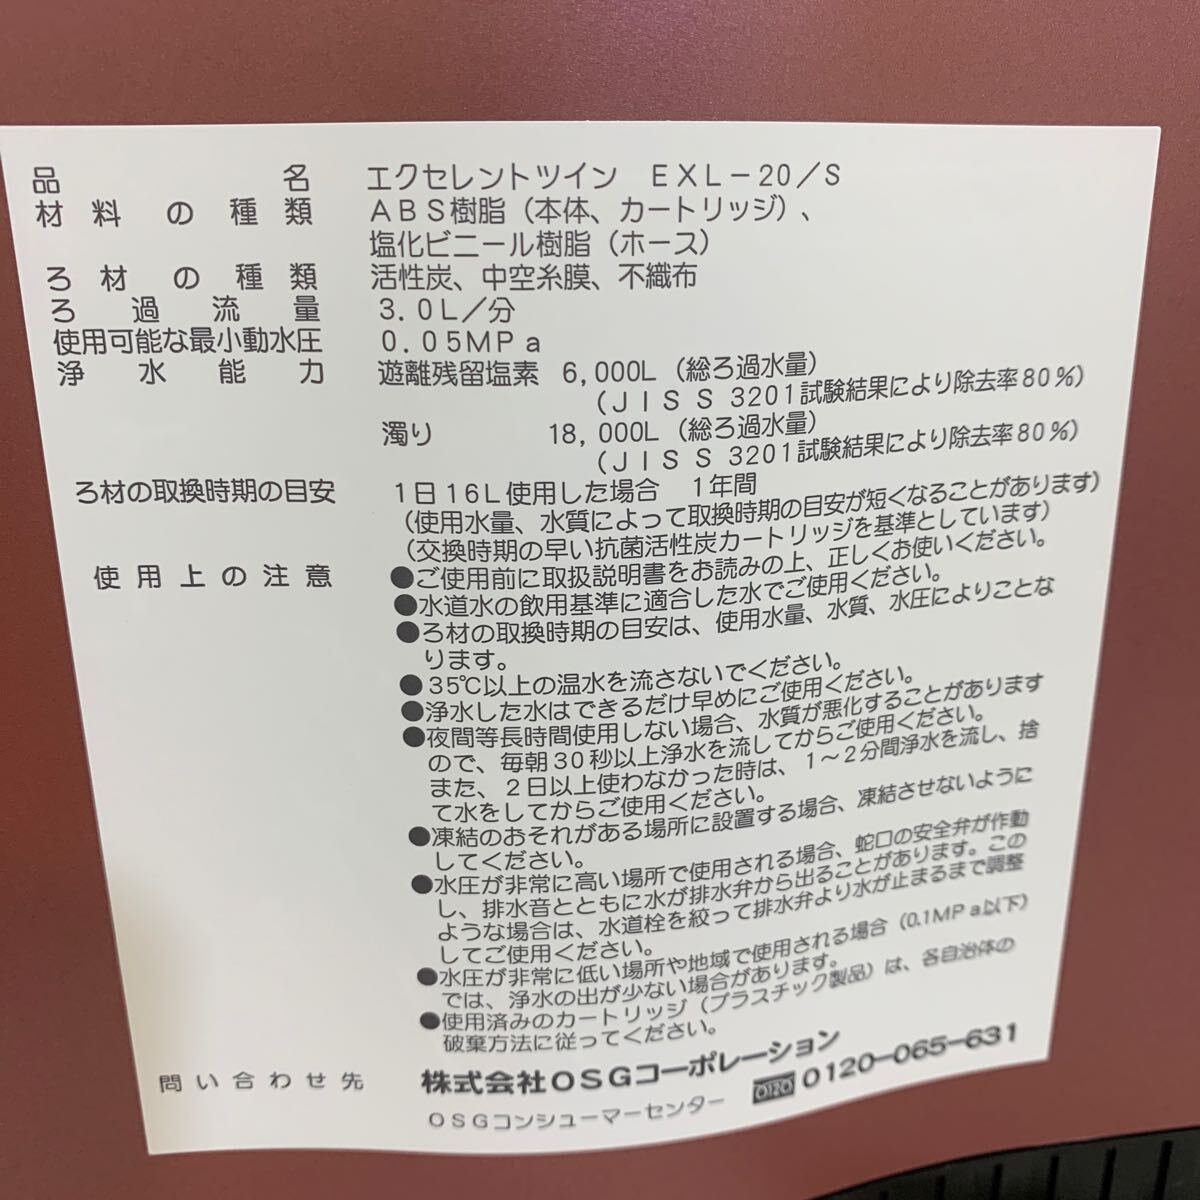 品名 エクセレントツイン EXL－20／S
材料の種類 ABS樹脂（本体、カートリッジ）、
塩化ビニール樹脂（ホース）
ろ材の種類 活性炭、中空糸膜、不織布
ろ過流量 3.0L／分
使用可能な最小動水圧 0.05MPa
浄水能力 遊離残留塩素 6,000L（総ろ過水量）
（JIS S 3201試験結果により除去率80％）
濁り 18,000L（総ろ過水量）
（JIS S 3201試験結果により除去率80％）
ろ材の取換時期の目安 1日16L使用した場合 1年間
（使用水量、水質によって取換時期の目安が短くなることがあります）
（交換時期の早い抗菌活性炭カートリッジを基準としています）
使用上の注意 ●ご使用前に取扱説明書をお読みの上、正しくお使いください。
●水道水の飲用基準に適合した水でご使用ください。
●ろ材の取換時期の目安は、使用水量、水質、水圧によりことな
ります。
●35℃以上の温水を流さないでください。
●浄水した水はできるだけ早めにご使用ください。
●夜間等長時間使用しない場合、水質が悪化することがあります
ので、毎朝30秒以上浄水を流してからご使用ください。
また、2日以上使わなかった時は、1～2分間浄水を流し、捨
て水をしてからご使用ください。
●凍結のおそれがある場所に設置する場合、凍結させないように
してください。
●水圧が非常に高い場所で使用される場合、蛇口の安全弁が作動
し、排水音とともに水が排水弁から出ることがあります。この
ような場合は、水道栓を絞って排水弁より水が止まるまで調整
してご使用ください。
●水圧が非常に低い場所や地域で使用される場合（0.1MPa以下）
では、浄水の出が少ない場合があります。
●使用済みのカートリッジ（プラスチック製品）は、各自治体の
破棄方法に従ってください。
問い合わせ先 株式会社OSGコーポレーション
OSGコンシューマーセンター 0120-065-631